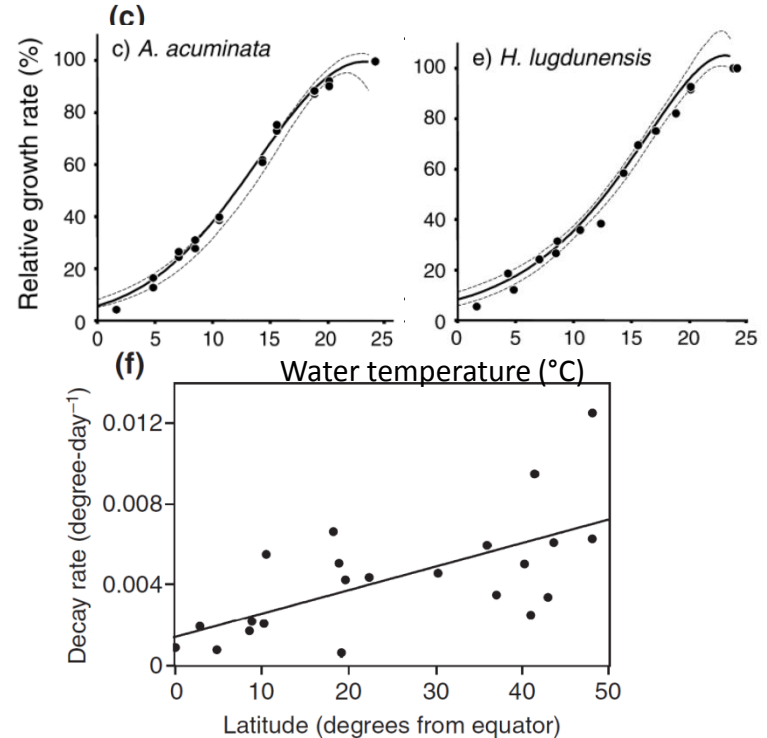 (c)
c) A. acuminata
e) H. lugdunensis
Relative growth rate (%)
100
80
60
40
20
0
0 5 10 15 20 25
100
80
60
40
20
0
0 5 10 15 20 25
Water temperature (°C)
(f)
Decay rate (degree-day⁻¹)
0.012
0.008
0.004
0
0 10 20 30 40 50
Latitude (degrees from equator)